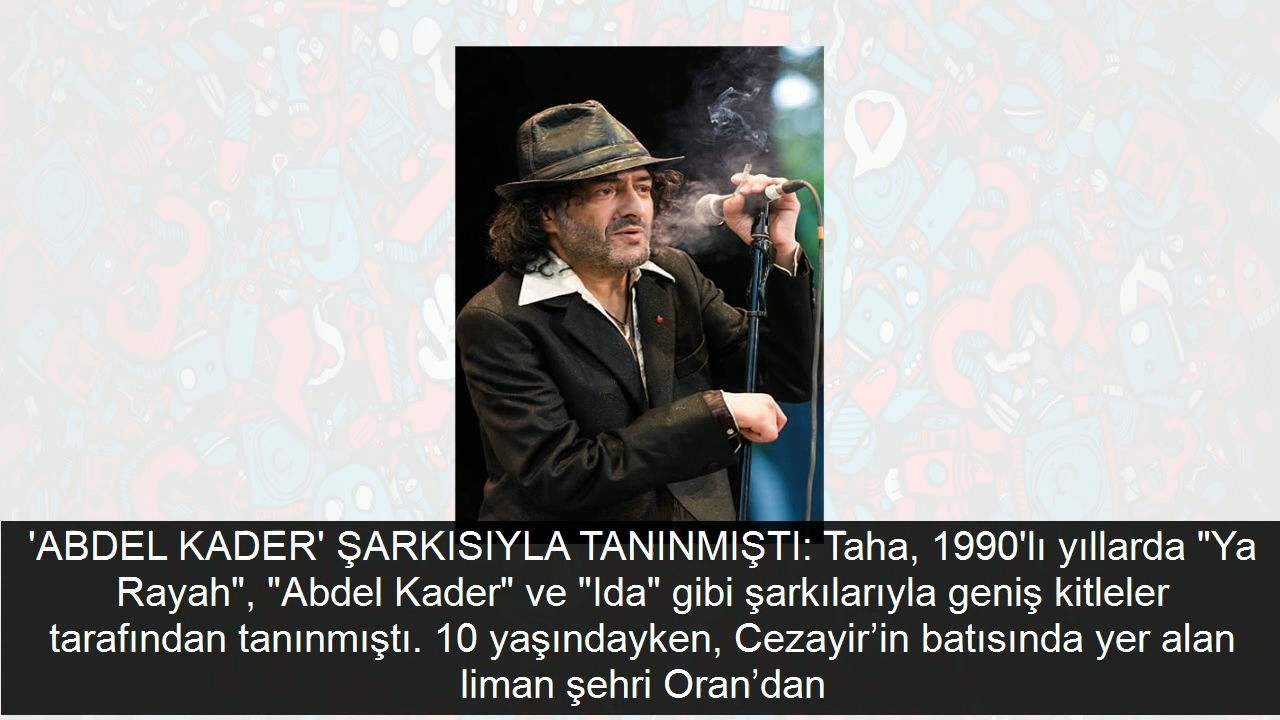 'ABDEL KADER' ŞARKISIYLA TANINMIŞTI: Taha, 1990'lı yıllarda "Ya
Rayah", "Abdel Kader" ve "Ida" gibi şarkılarıyla geniş kitleler
tarafından tanınmıştı. 10 yaşındayken, Cezayir’in batısında yer alan
liman şehri Oran’dan